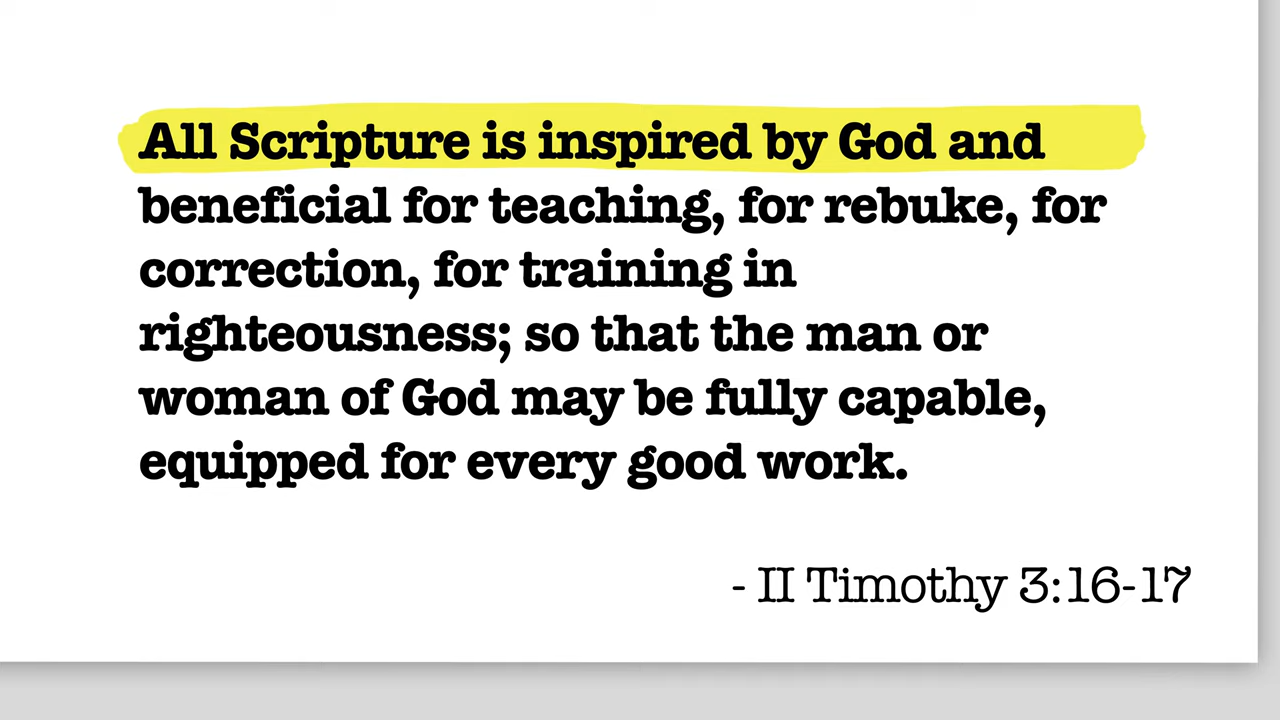 All Scripture is inspired by God and
beneficial for teaching, for rebuke, for
correction, for training in
righteousness; so that the man or
woman of God may be fully capable,
equipped for every good work.
- II Timothy 3:16-17